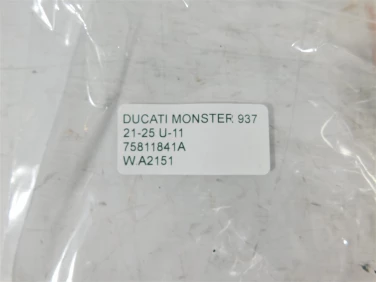 DUCATI MONSTER 937
21-25 U-11
75811841A
W.A2151